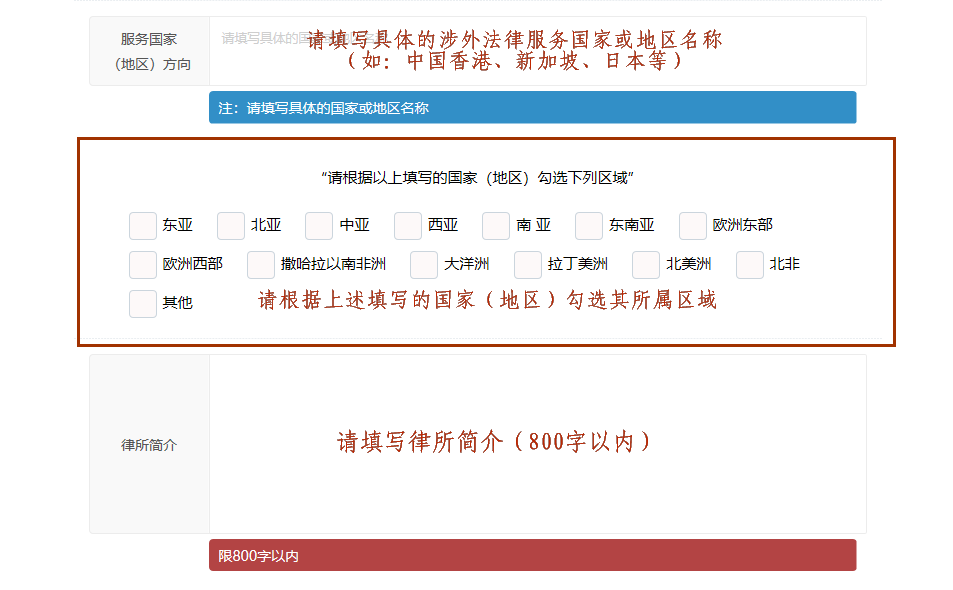 服务国家
（地区）方向
请填写具体的国
请填写具体的涉外法律服务国家或地区名称
（如：中国香港、新加坡、日本等）
注：请填写具体的国家或地区名称
“请根据以上填写的国家（地区）勾选下列区域”
东亚 北亚 中亚 西亚 南 亚 东南亚 欧洲东部
欧洲西部 撒哈拉以南非洲 大洋洲 拉丁美洲 北美洲 北非
其他
请根据上述填写的国家（地区）勾选其所属区域
律所简介
请填写律所简介（800字以内）
限800字以内